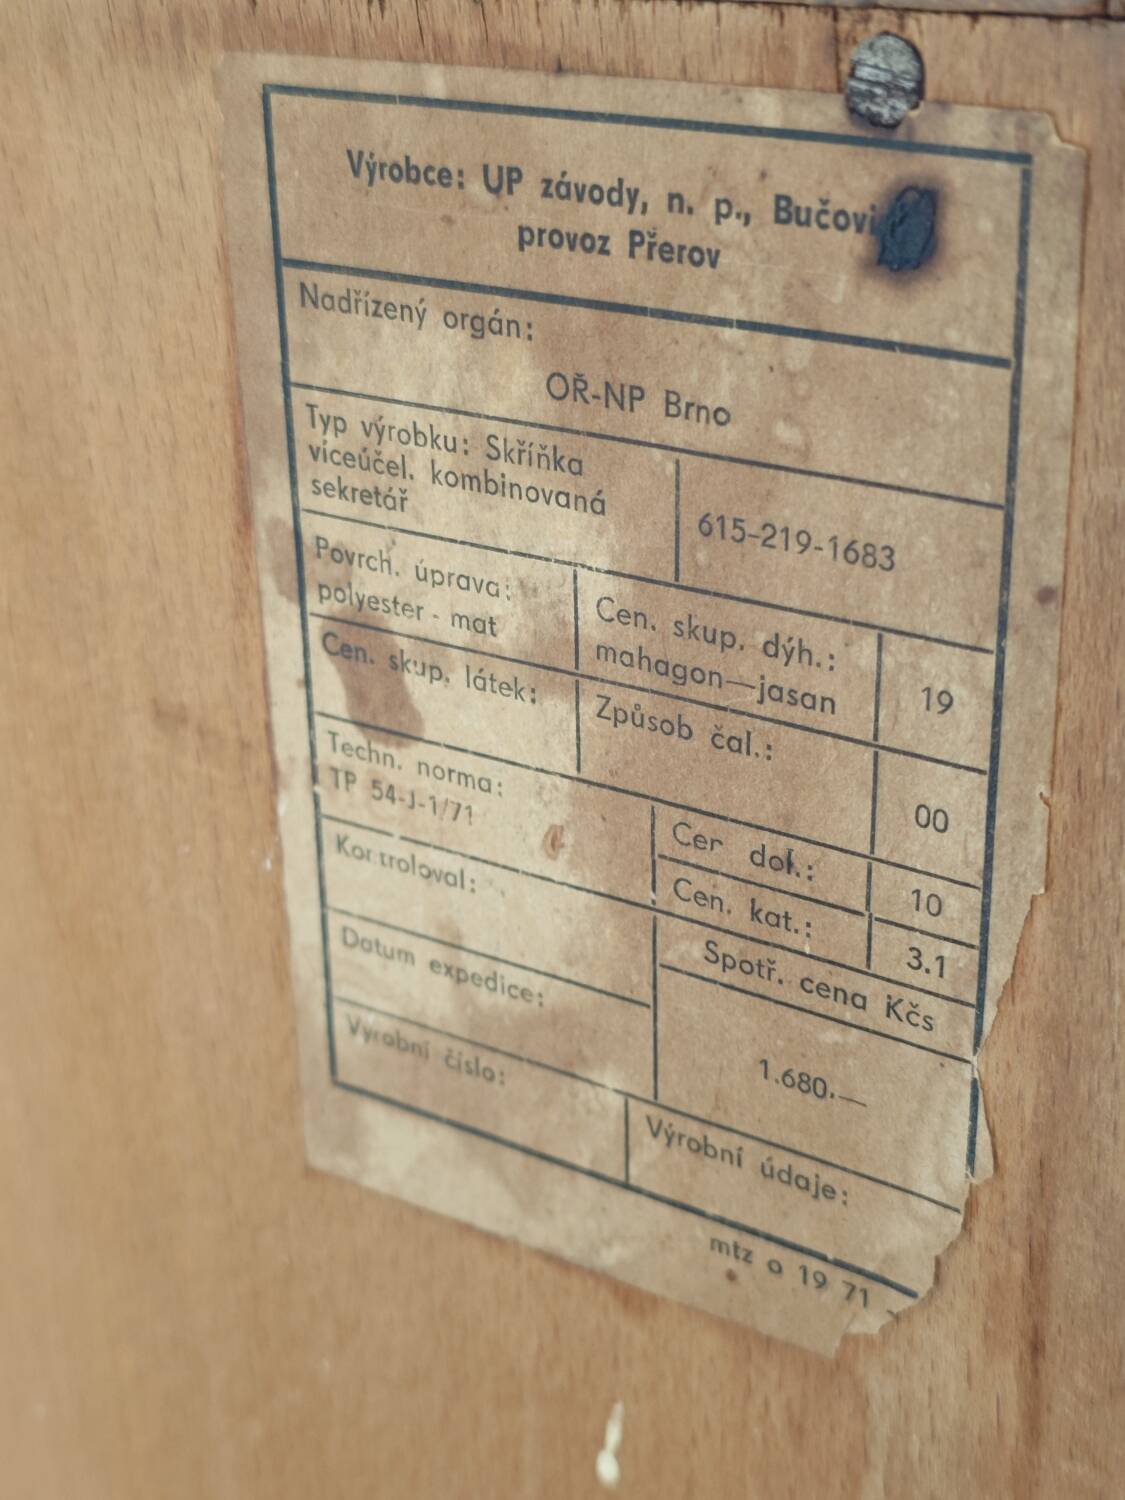 Výrobce: UP závody, n. p., Bučovi
provoz Přerov
Nadřízený orgán:
OŘ-NP Brno
Typ výrobku: Skříňka
víceúčel. kombinovaná
sekretář
615-219-1683
Povrch. úprava:
polyester - mat
Cen. skup. dýh.:
mahagon—jasan
19
Cen. skup. látek:
Způsob čal.:
00
Techn. norma:
TP 54-J-1/71
Cen dok.:
10
Cen. kat.:
3.1
Kontroloval:
Spotř. cena Kčs
1.680.—
Datum expedice:
Výrobní číslo:
Výrobní údaje:
mtz o 19 71